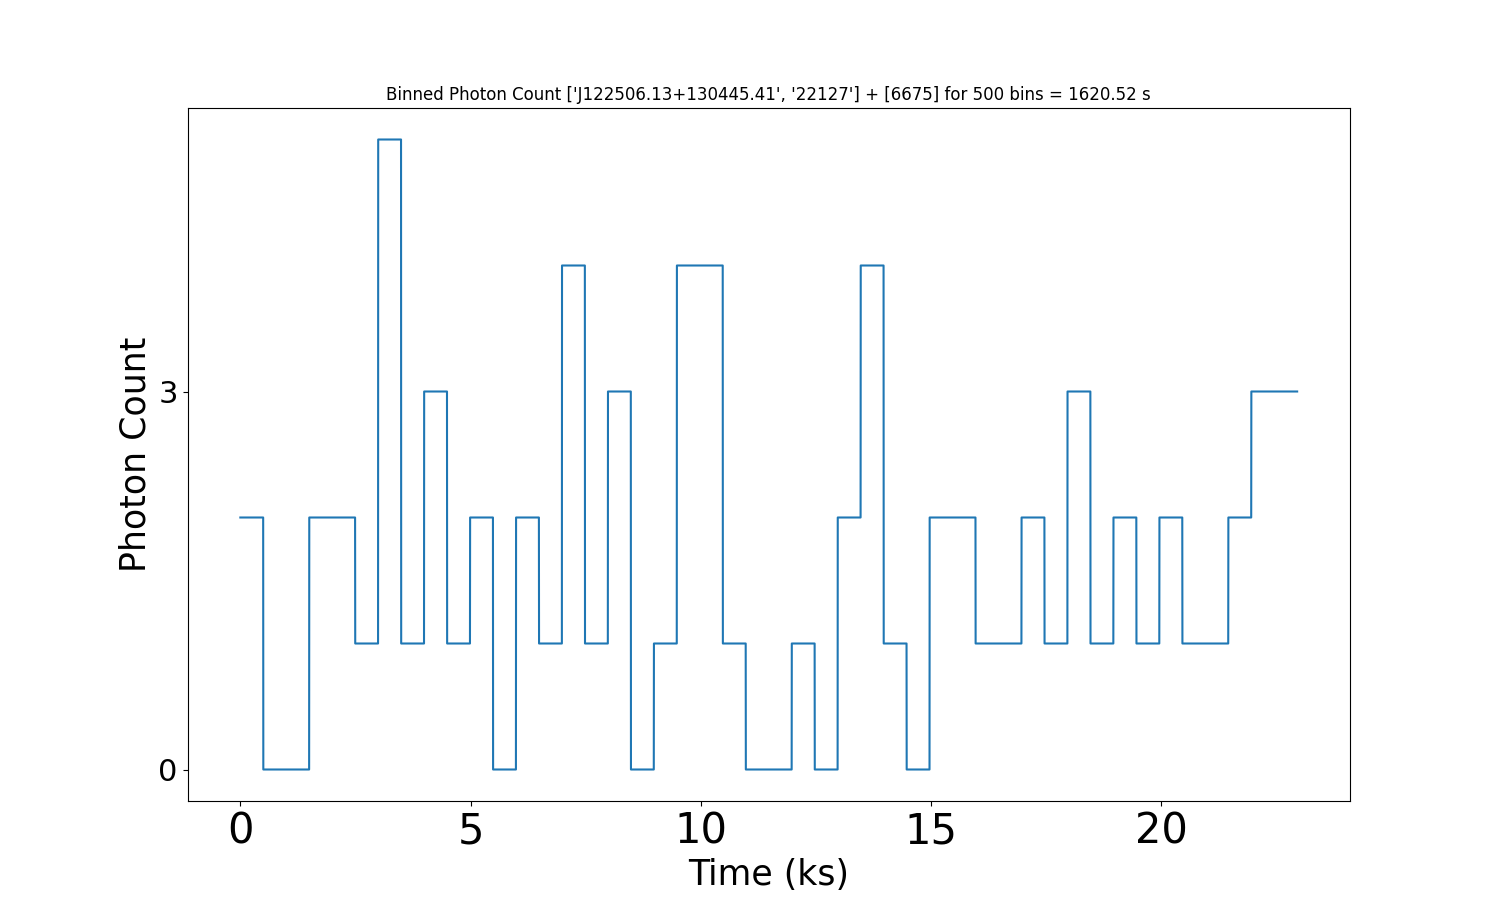 Binned Photon Count ['J122506.13+130445.41', '22127'] + [6675] for 500 bins = 1620.52 s
Photon Count
3
0
0 5 10 15 20
Time (ks)